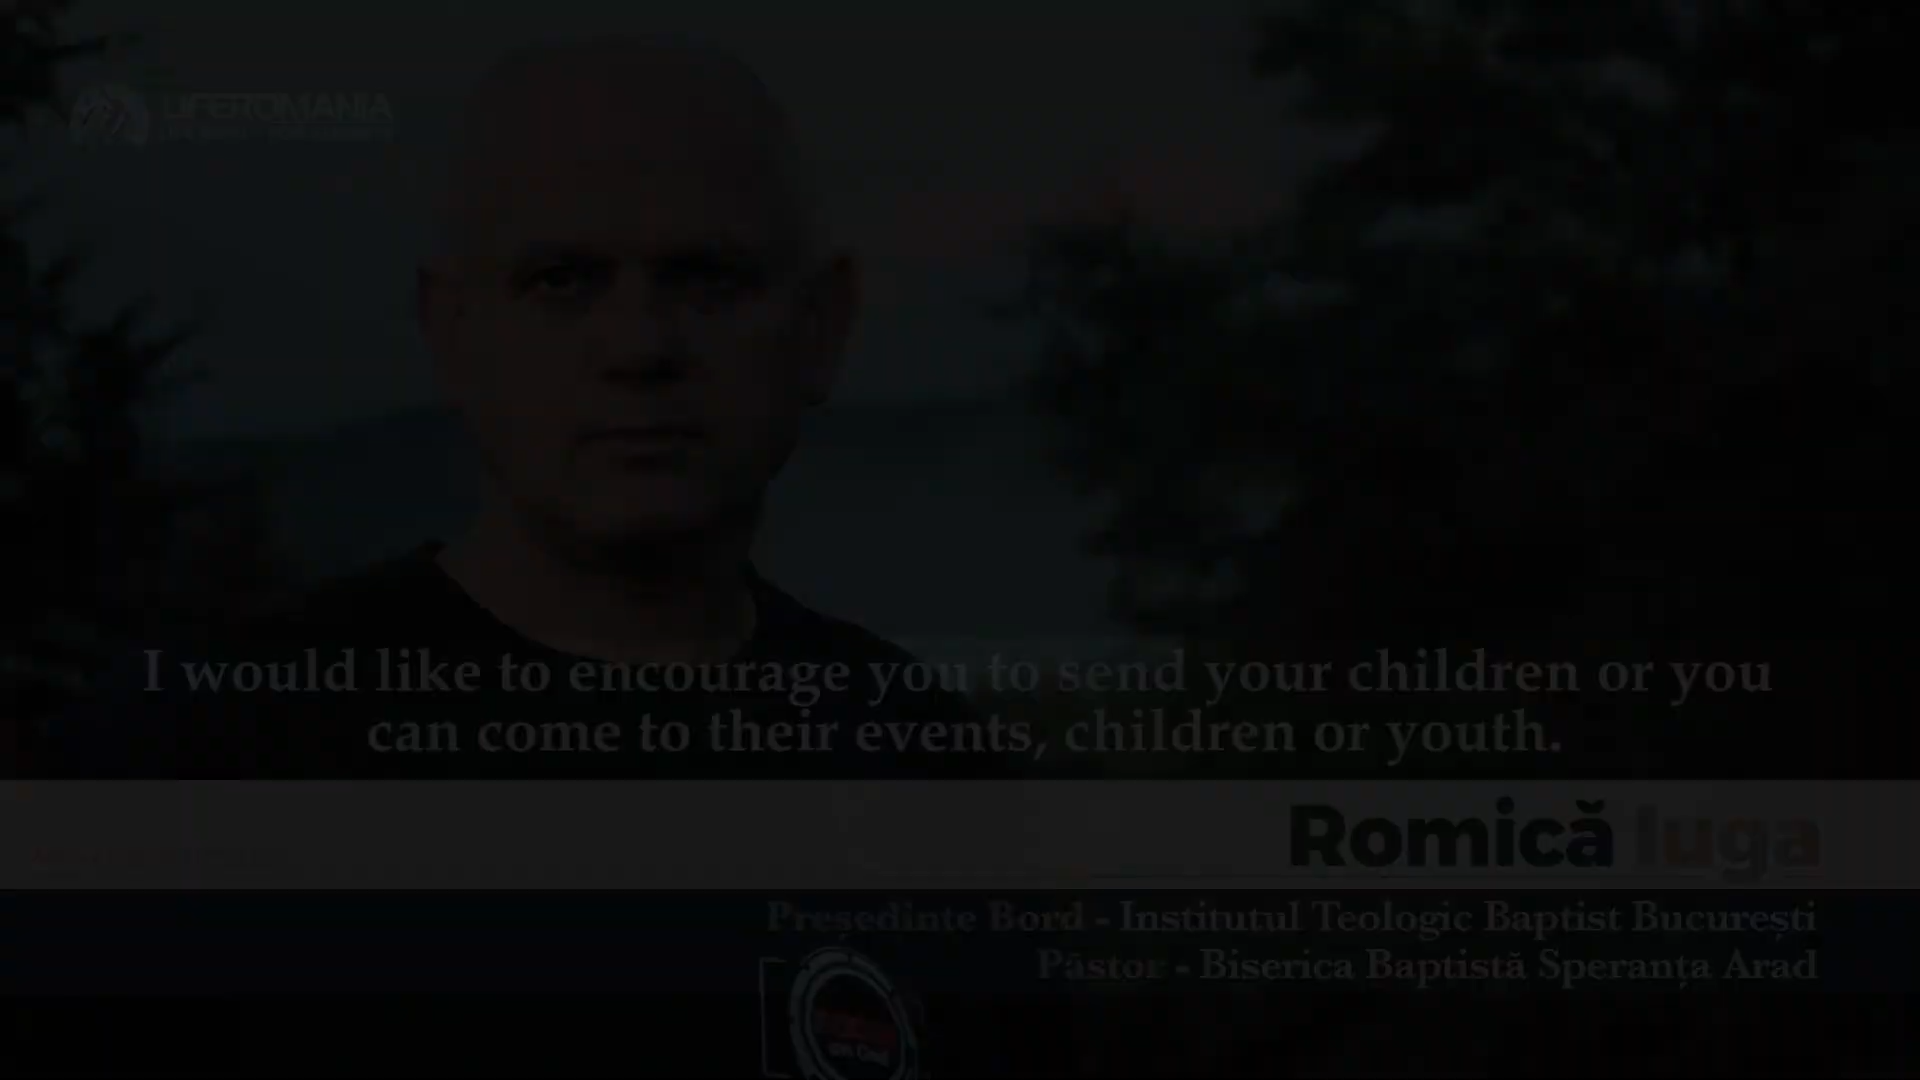 LIFEROMANIA
I would like to encourage you to send your children or you
can come to their events, children or youth.
Romică Iuga
Președinte Bord - Institutul Teologic Baptist București
Păstor - Biserica Baptistă Speranța Arad